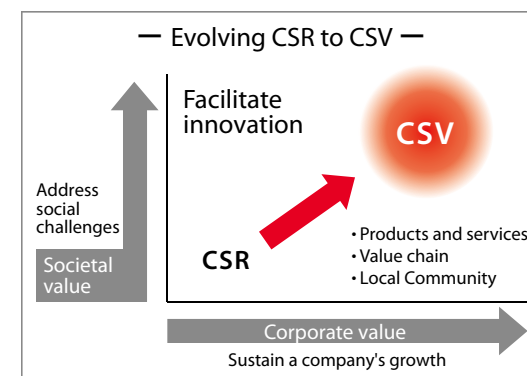 — Evolving CSR to CSV —
Facilitate
innovation
CSV
Address
social
challenges
Societal
value
CSR
・Products and services
・Value chain
・Local Community
Corporate value
Sustain a company's growth